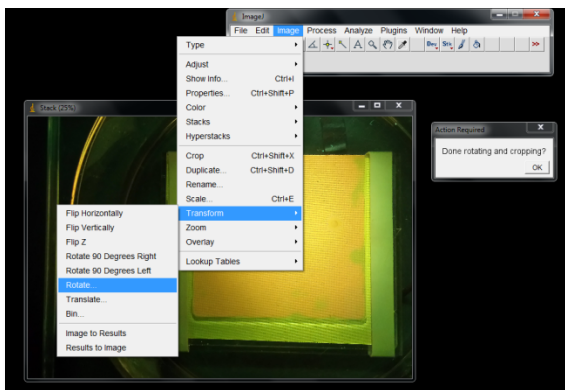 ImageJ
File Edit Image Process Analyze Plugins Window Help
Dev Stk >>
Type
Adjust
Show Info... Ctrl+I
Properties... Ctrl+Shift+P
Color
Stacks
Hyperstacks
Crop Ctrl+Shift+X
Duplicate... Ctrl+Shift+D
Rename...
Scale... Ctrl+E
Transform
Zoom
Overlay
Lookup Tables
Stack (25%)
Flip Horizontally
Flip Vertically
Flip Z
Rotate 90 Degrees Right
Rotate 90 Degrees Left
Rotate...
Translate...
Bin...
Image to Results
Results to Image
Action Required
Done rotating and cropping?
OK